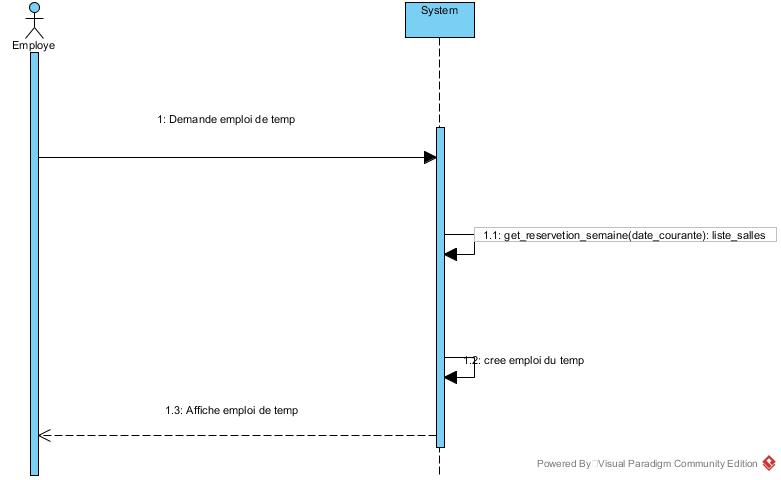 System
Employe
1: Demande emploi de temp
1.1: get_reservetion_semaine(date_courante): liste_salles
1.2: cree emploi du temp
1.3: Affiche emploi de temp
Powered By Visual Paradigm Community Edition